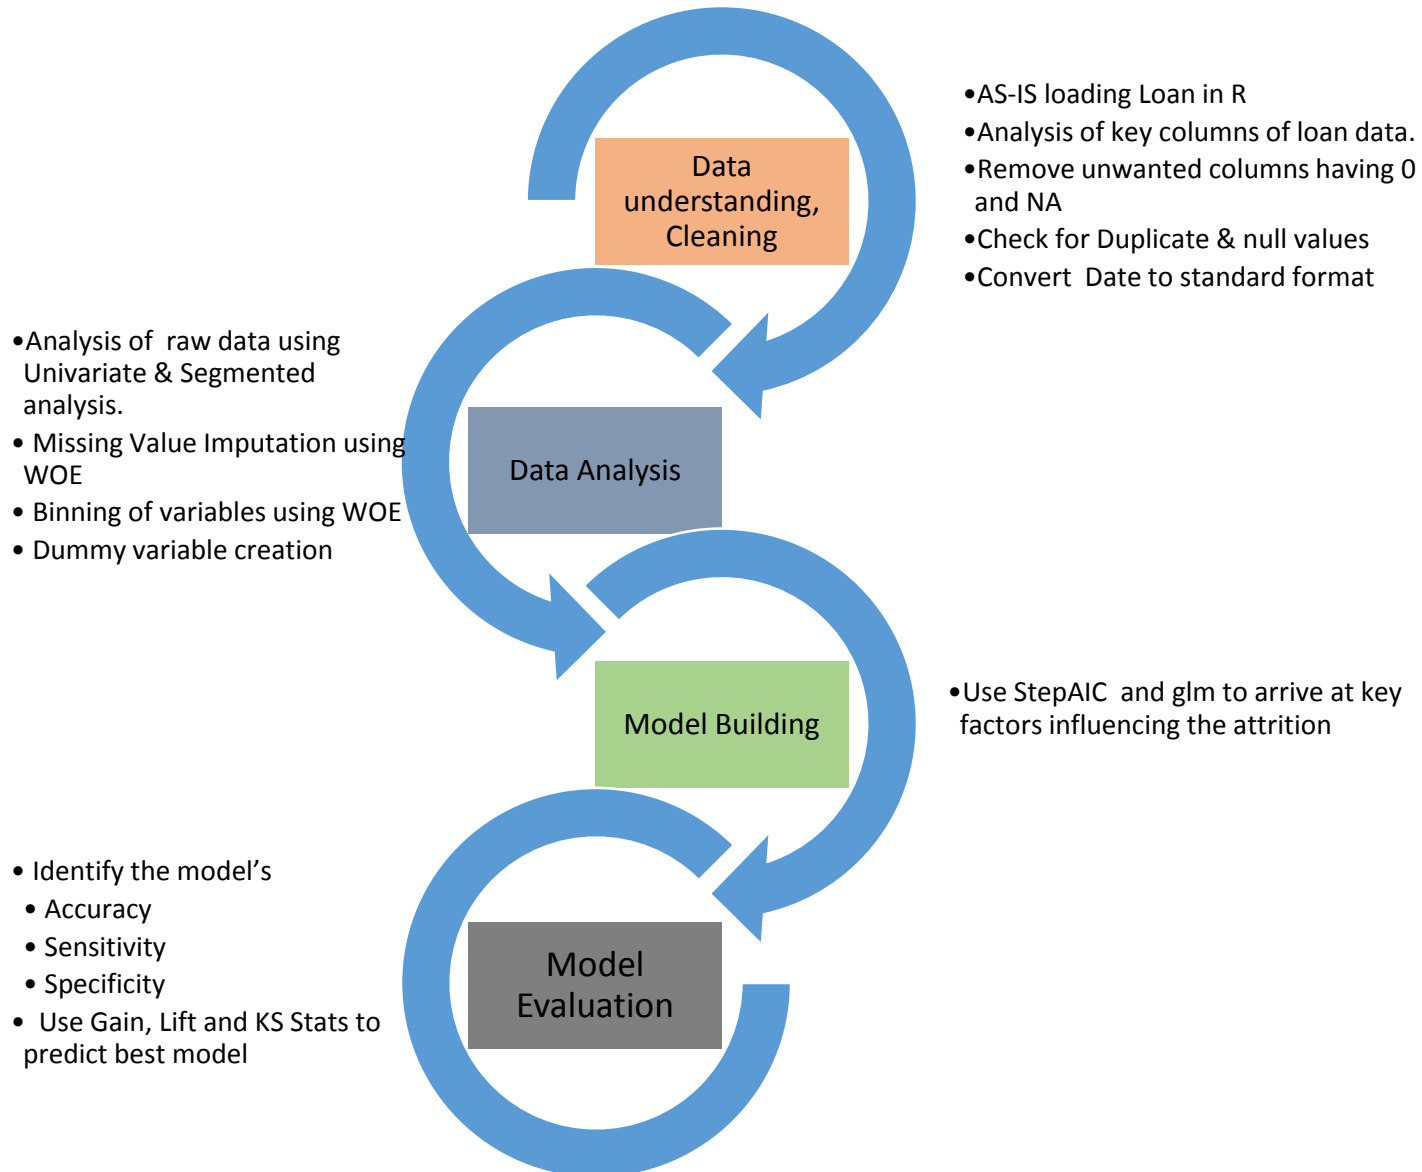 Data
understanding,
Cleaning
•AS-IS loading Loan in R
•Analysis of key columns of loan data.
•Remove unwanted columns having 0
and NA
•Check for Duplicate & null values
•Convert  Date to standard format
•Analysis of  raw data using
Univariate & Segmented
analysis.
• Missing Value Imputation using
WOE
• Binning of variables using WOE
• Dummy variable creation
Data Analysis
Model Building
•Use StepAIC  and glm to arrive at key
factors influencing the attrition
• Identify the model’s
• Accuracy
• Sensitivity
• Specificity
•  Use Gain, Lift and KS Stats to
predict best model
Model
Evaluation